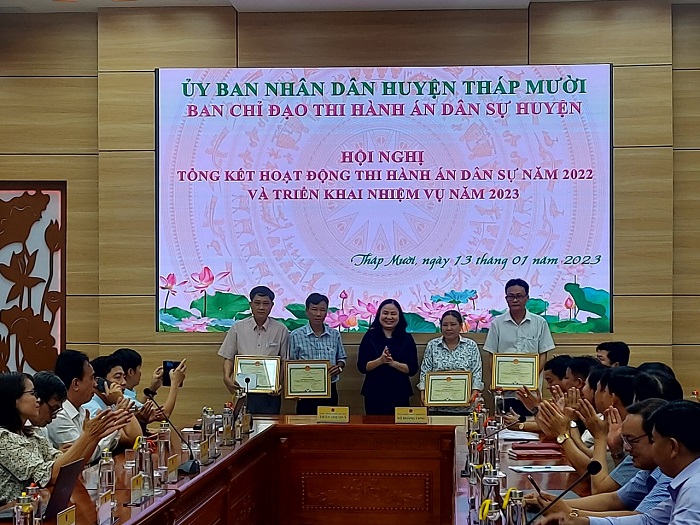 ỦY BAN NHÂN DÂN HUYỆN THÁP MƯỜI
BAN CHỈ ĐẠO THI HÀNH ÁN DÂN SỰ HUYỆN
HỘI NGHỊ
TỔNG KẾT HOẠT ĐỘNG THI HÀNH ÁN DÂN SỰ NĂM 2022
VÀ TRIỂN KHAI NHIỆM VỤ NĂM 2023
Tháp Mười, ngày 13 tháng 01 năm 2023